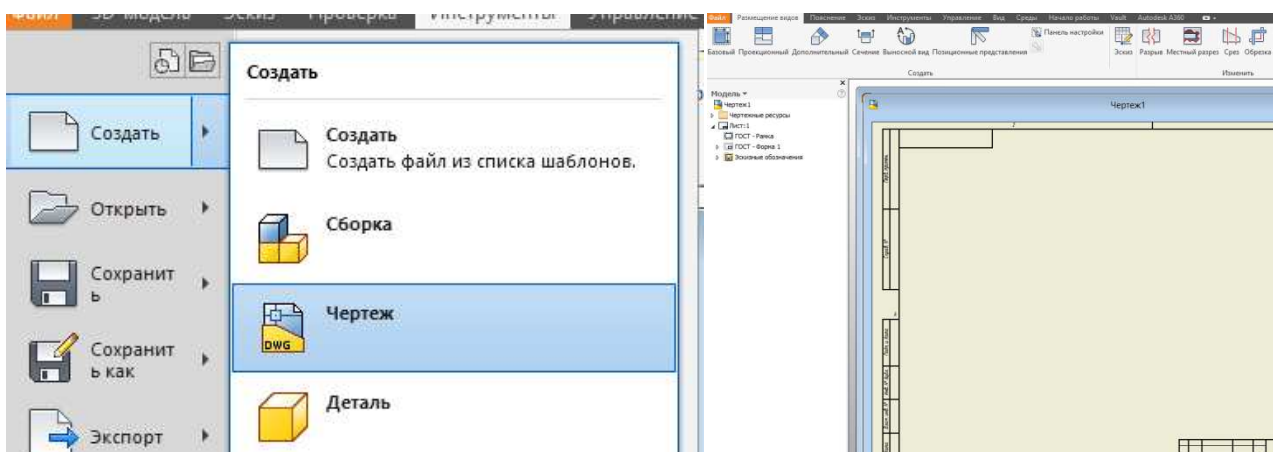 Файл 3D модель Эскиз Проверка Инструменты Управление
Создать
Открыть
Сохранит
ь
Сохранит
ь как
Экспорт
Создать
Создать
Создать файл из списка шаблонов.
Сборка
Чертеж
DWG
Деталь
Файл Размещение видов Пояснение Эскиз Инструменты Управление Вид Среды Начало работы Vault Autodesk A360
Базовый Проекционный Дополнительный Сечение Выносной вид Позиционные представления
Панель настройки
Эскиз Разрыв Местный разрез Срез Обрезка
Создать
Изменить
Модель
Чертеж1
Чертежные ресурсы
Лист:1
ГОСТ - Рамка
ГОСТ - Форма 1
Эскизные обозначения
Чертеж1